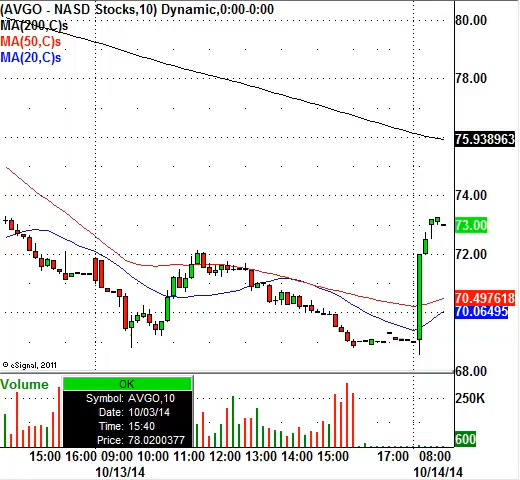 (AVGO - NASD Stocks,10) Dynamic,0:00-0:00
MA(200,C)s
MA(50,C)s
MA(20,C)s
80.00
78.00
75.938963
74.00
73.00
72.00
70.497618
70.06495
68.00
© eSignal, 2011
Volume
OK
Symbol: AVGO,10
Date: 10/03/14
Time: 15:40
Price: 78.0200377
250K
600
15:00 16:00 09:00 10:00 11:00 12:00 13:00 14:00 15:00 17:00 08:00
10/13/14 10/14/14